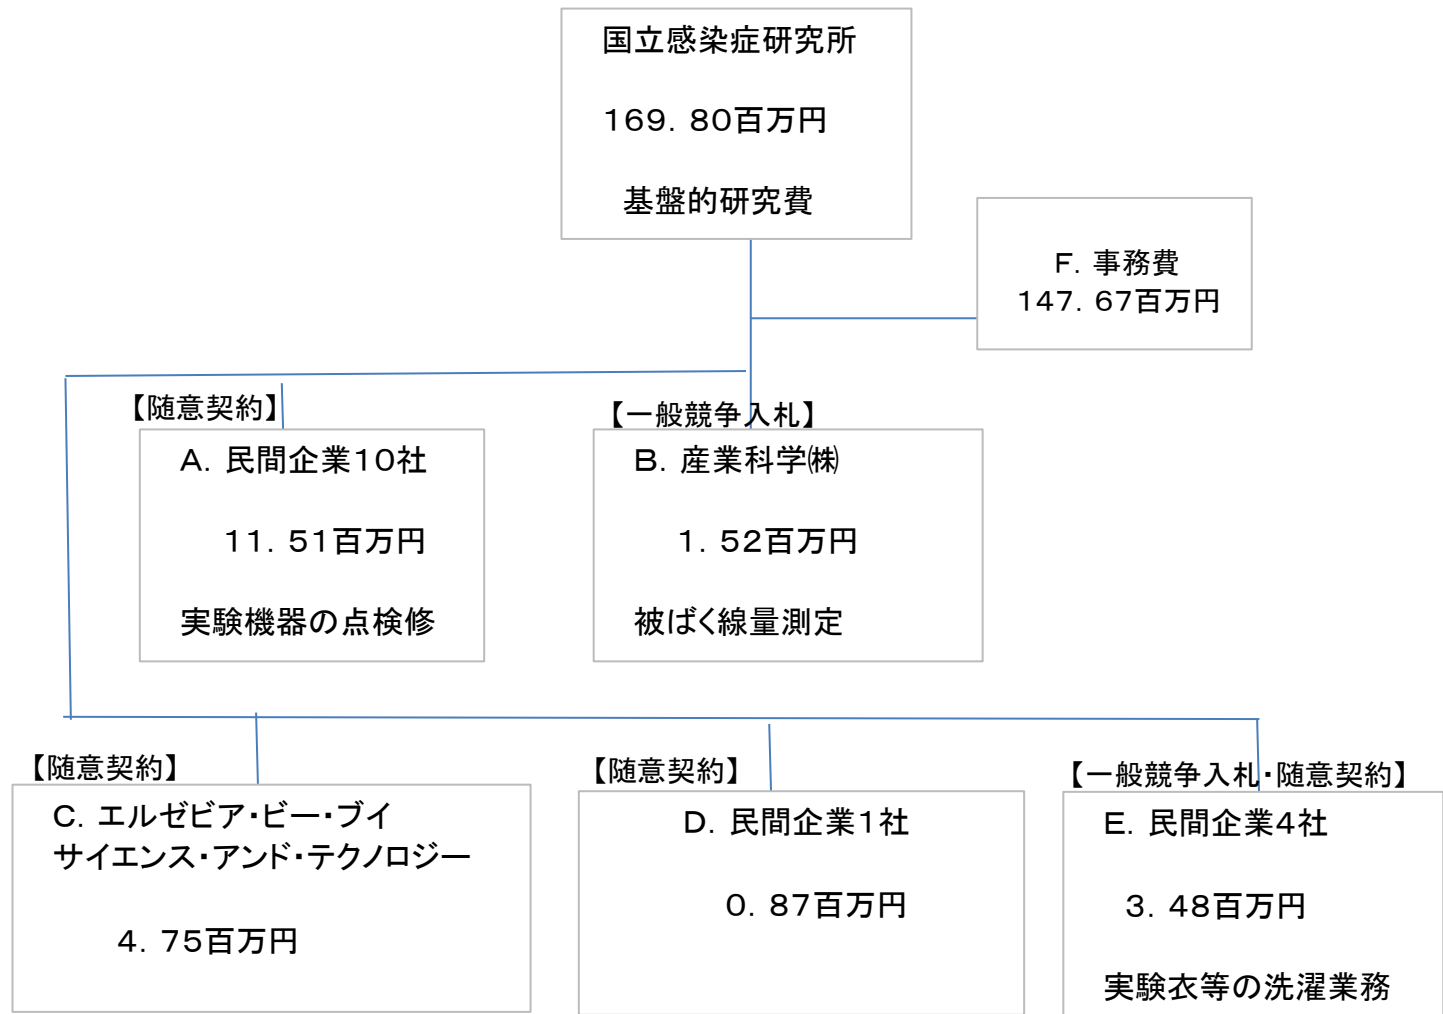 国立感染症研究所
169．80百万円
基盤的研究費
F．事務費
147．67百万円
【随意契約】
A．民間企業10社
11．51百万円
実験機器の点検修
【一般競争入札】
B．産業科学㈱
1．52百万円
被ばく線量測定
【随意契約】
C．エルゼビア・ビー・ブイ
サイエンス・アンド・テクノロジー
4．75百万円
【随意契約】
D．民間企業1社
0．87百万円
【一般競争入札・随意契約】
E．民間企業4社
3．48百万円
実験衣等の洗濯業務